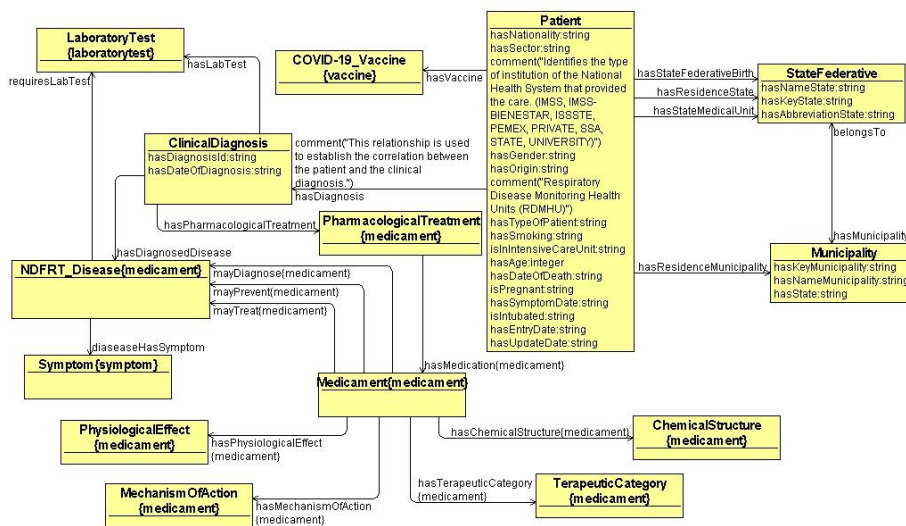 Patient
hasNationality:string
hasSector:string
comment("Identifies the type
of institution of the National
Health System that provided
the care. (IMSS, IMSS-
BIENESTAR, ISSSTE,
PEMEX, PRIVATE, SSA,
STATE, UNIVERSITY)")
hasGender:string
hasOrigin:string
comment("Respiratory
Disease Monitoring Health
Units (RDMHU)")
hasTypeOfPatient:string
hasSmoking:string
isInIntensiveCareUnit:string
hasAge:integer
hasDateOfDeath:string
isPregnant:string
hasSymptomDate:string
isIntubated:string
hasEntryDate:string
hasUpdateDate:string
LaboratoryTest
{laboratorytest}
requiresLabTest
hasLabTest
COVID-19_Vaccine
{vaccine}
hasVaccine
hasStateFederativeBirth
hasResidenceState
hasStateMedicalUnit
StateFederative
hasNameState:string
hasKeyState:string
hasAbbreviationState:string
belongsTo
ClinicalDiagnosis
hasDiagnosisId:string
hasDateOfDiagnosis:string
comment("This relationship is used
to establish the correlation between
the patient and the clinical
diagnosis.")
hasDiagnosis
hasPharmacologicalTreatment
PharmacologicalTreatment
{medicament}
hasDiagnosedDisease
hasMunicipality
hasResidenceMunicipality
Municipality
hasKeyMunicipality:string
hasNameMunicipality:string
hasState:string
NDFRT_Disease{medicament}
mayDiagnose{medicament}
mayPrevent{medicament}
mayTreat{medicament}
diaseaseHasSymptom
Symptom{symptom}
hasMedication{medicament}
Medicament{medicament}
PhysiologicalEffect
{medicament}
hasPhysiologicalEffect
{medicament}
hasChemicalStructure{medicament}
ChemicalStructure
{medicament}
MechanismOfAction
{medicament}
hasMechanismOfAction
{medicament}
hasTerapeuticCategory
{medicament}
TerapeuticCategory
{medicament}